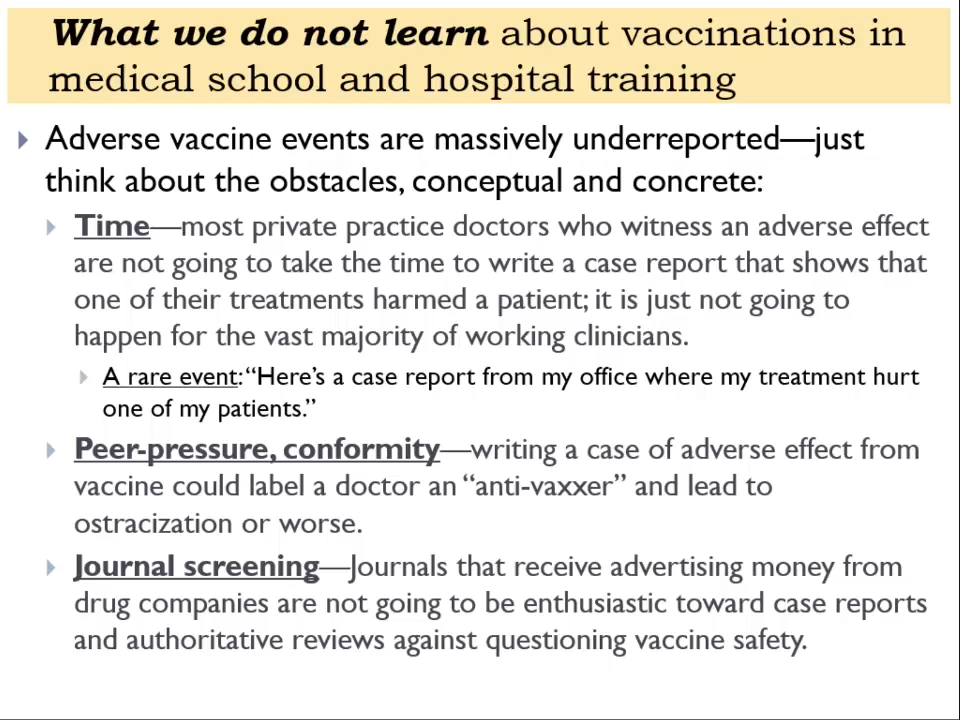 What we do not learn about vaccinations in
medical school and hospital training
Adverse vaccine events are massively underreported—just
think about the obstacles, conceptual and concrete:
Time—most private practice doctors who witness an adverse effect
are not going to take the time to write a case report that shows that
one of their treatments harmed a patient; it is just not going to
happen for the vast majority of working clinicians.
A rare event: “Here’s a case report from my office where my treatment hurt
one of my patients.”
Peer-pressure, conformity—writing a case of adverse effect from
vaccine could label a doctor an “anti-vaxxer” and lead to
ostracization or worse.
Journal screening—Journals that receive advertising money from
drug companies are not going to be enthusiastic toward case reports
and authoritative reviews against questioning vaccine safety.